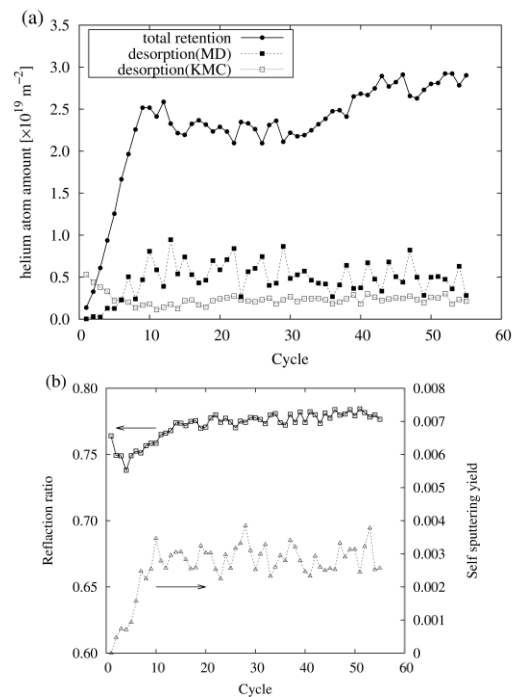 (a)
3.5
3.0
2.5
2.0
1.5
1.0
0.5
0.0
helium atom amount [×10¹⁹ m⁻²]
total retention
desorption(MD)
desorption(KMC)
0 10 20 30 40 50 60
Cycle
(b)
0.80
0.75
0.70
0.65
0.60
Reflaction ratio
0.008
0.007
0.006
0.005
0.004
0.003
0.002
0.001
0
Self sputtering yield
0 10 20 30 40 50 60
Cycle